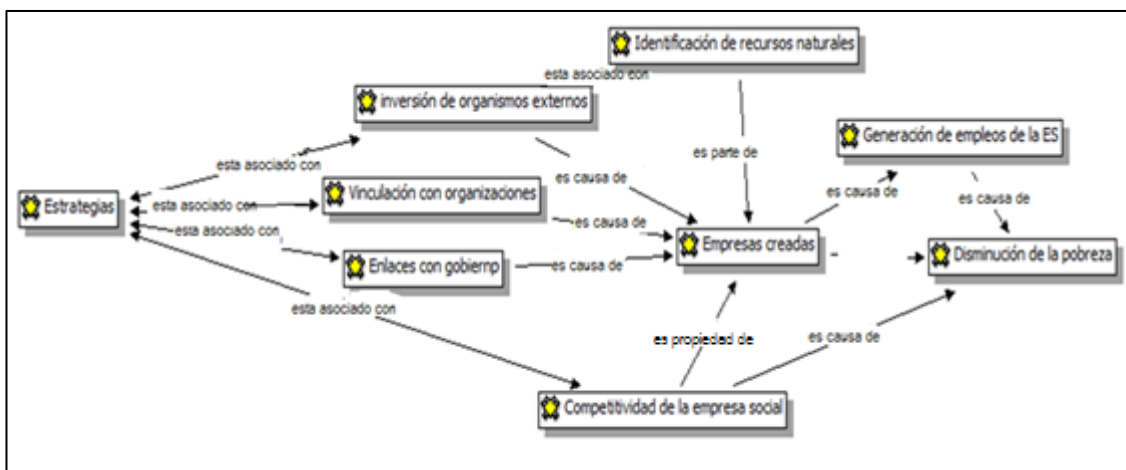 Identificación de recursos naturales
esta asociado con
inversión de organismos externos
Generación de empleos de la ES
es parte de
esta asociado con
es causa de
es causa de
es causa de
Estrategias
Vinculación con organizaciones
esta asociado con
es causa de
esta asociado con
Empresas creadas
Enlaces con gobiernp
es causa de
Disminución de la pobreza
esta asociado con
es propiedad de
es causa de
Competitividad de la empresa social